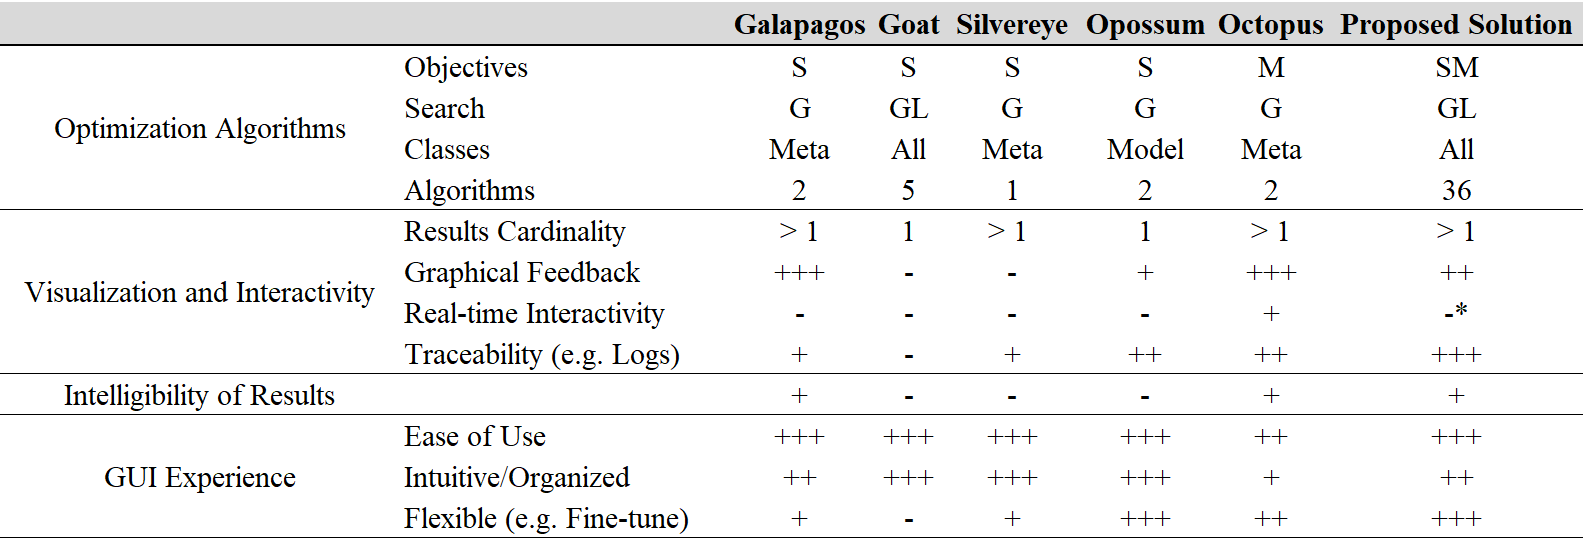 Galapagos Goat Silvereye Opossum Octopus Proposed Solution
Objectives S S S S M SM
Search G GL G G G GL
Optimization Algorithms
Classes Meta All Meta Model Meta All
Algorithms 2 5 1 2 2 36
Results Cardinality > 1 1 > 1 1 > 1 > 1
Graphical Feedback +++ - - + +++ ++
Visualization and Interactivity
Real-time Interactivity - - - - + -*
Traceability (e.g. Logs) + - + ++ ++ +++
Intelligibility of Results + - - - + +
Ease of Use +++ +++ +++ +++ ++ +++
GUI Experience Intuitive/Organized ++ +++ +++ +++ + ++
Flexible (e.g. Fine-tune) + - + +++ ++ +++